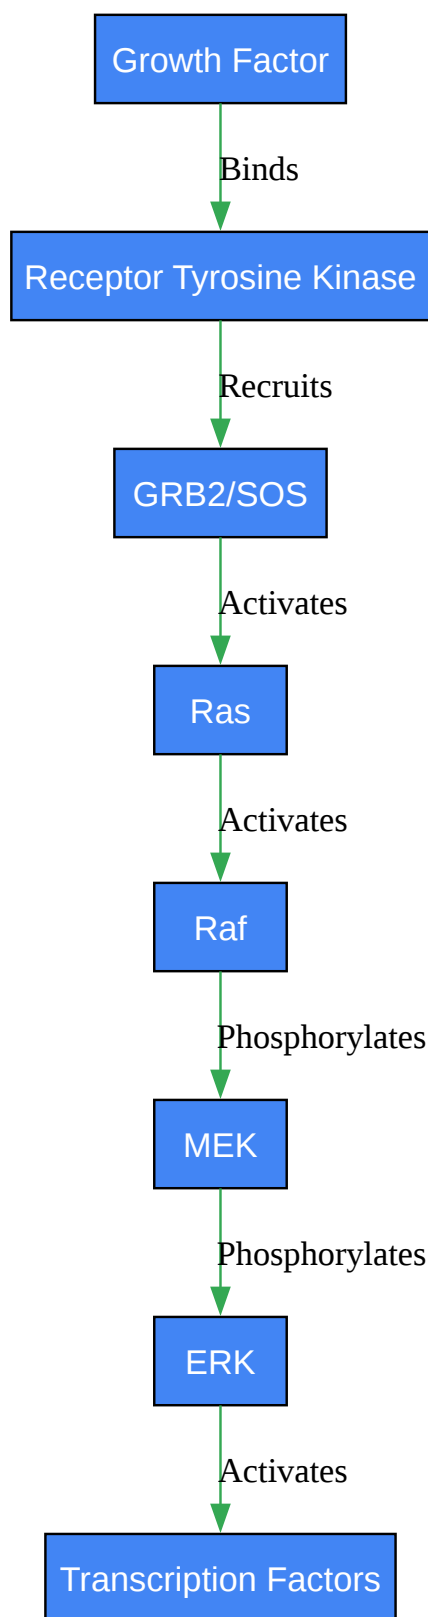 Growth Factor
Binds
Receptor Tyrosine Kinase
Recruits
GRB2/SOS
Activates
Ras
Activates
Raf
Phosphorylates
MEK
Phosphorylates
ERK
Activates
Transcription Factors